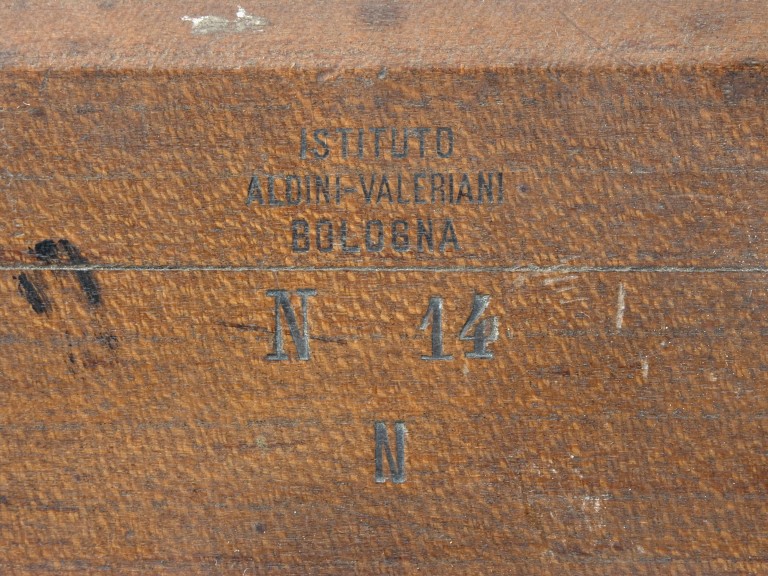 ISTITUTO
ALDINI-VALERIANI
BOLOGNA
N 14
N